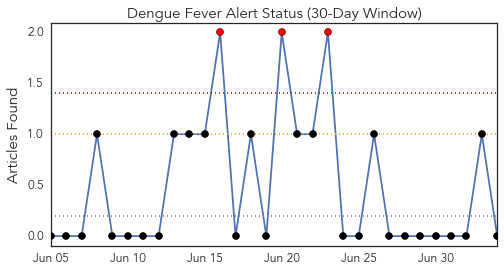 Dengue Fever Alert Status (30-Day Window)
Articles Found
2.0
1.5
1.0
0.5
0.0
Jun 05 Jun 10 Jun 15 Jun 20 Jun 25 Jun 30